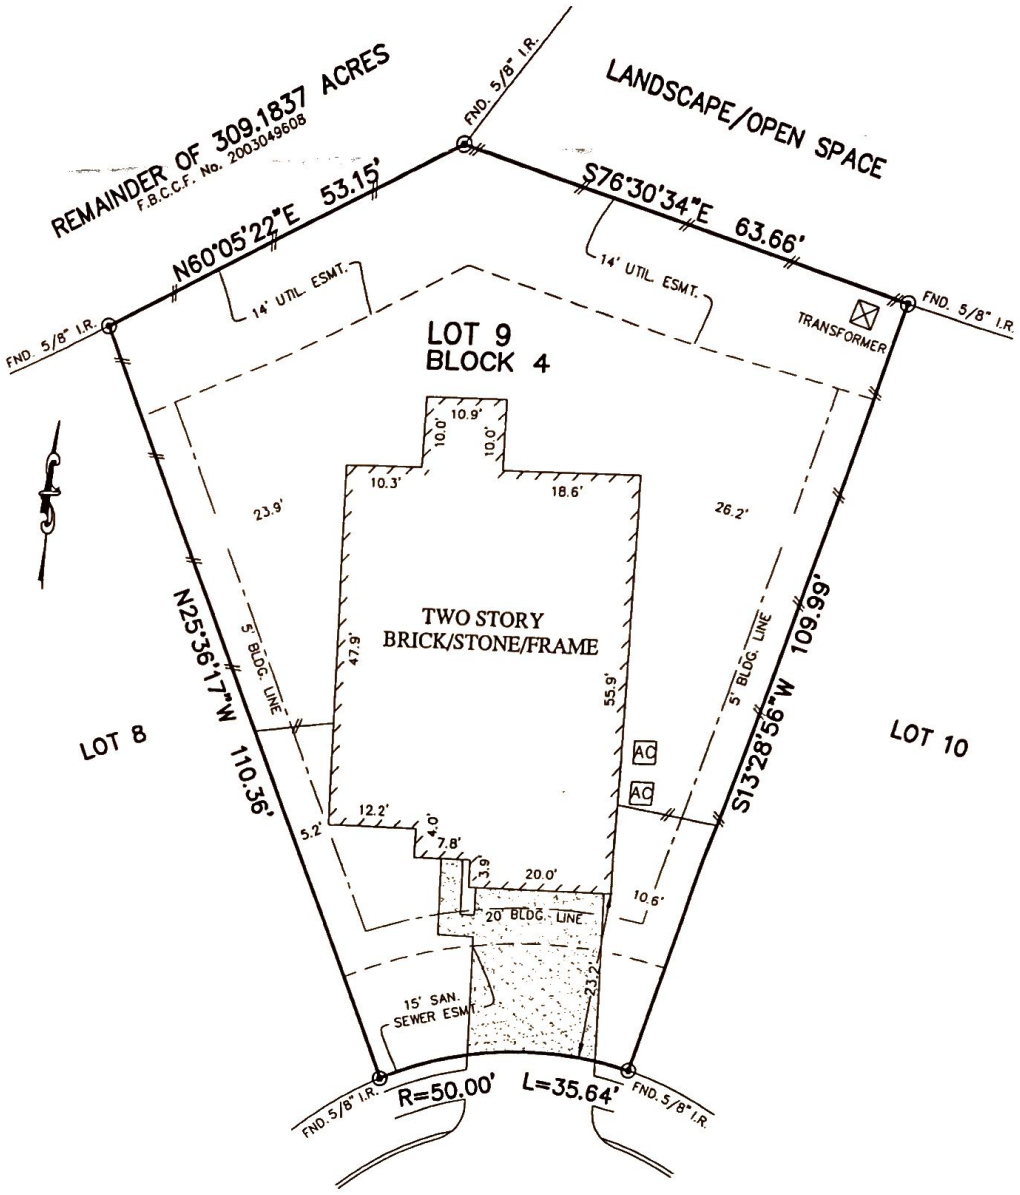 FND. 5/8" I.R.
LANDSCAPE/OPEN SPACE
REMAINDER OF 309.1837 ACRES
F.B.C.C.F. No. 2003049608
N60°05'22"E 53.15'
S76°30'34"E 63.66'
14' UTIL. ESMT.
14' UTIL. ESMT.
FND. 5/8" I.R.
FND. 5/8" I.R.
TRANSFORMER
LOT 9
BLOCK 4
10.9'
10.0'
10.0'
10.3'
18.6'
23.9'
26.2'
TWO STORY
BRICK/STONE/FRAME
47.9'
55.9'
N25°36'17"W 110.36'
5' BLDG. LINE
5' BLDG. LINE
S13°28'56"W 109.99'
LOT 8
LOT 10
AC
AC
12.2'
4.0'
7.8'
3.9
20.0'
5.2'
10.6'
20' BLDG. LINE
23.2'
15' SAN.
SEWER ESMT.
R=50.00' L=35.64'
FND. 5/8" I.R.
FND. 5/8" I.R.